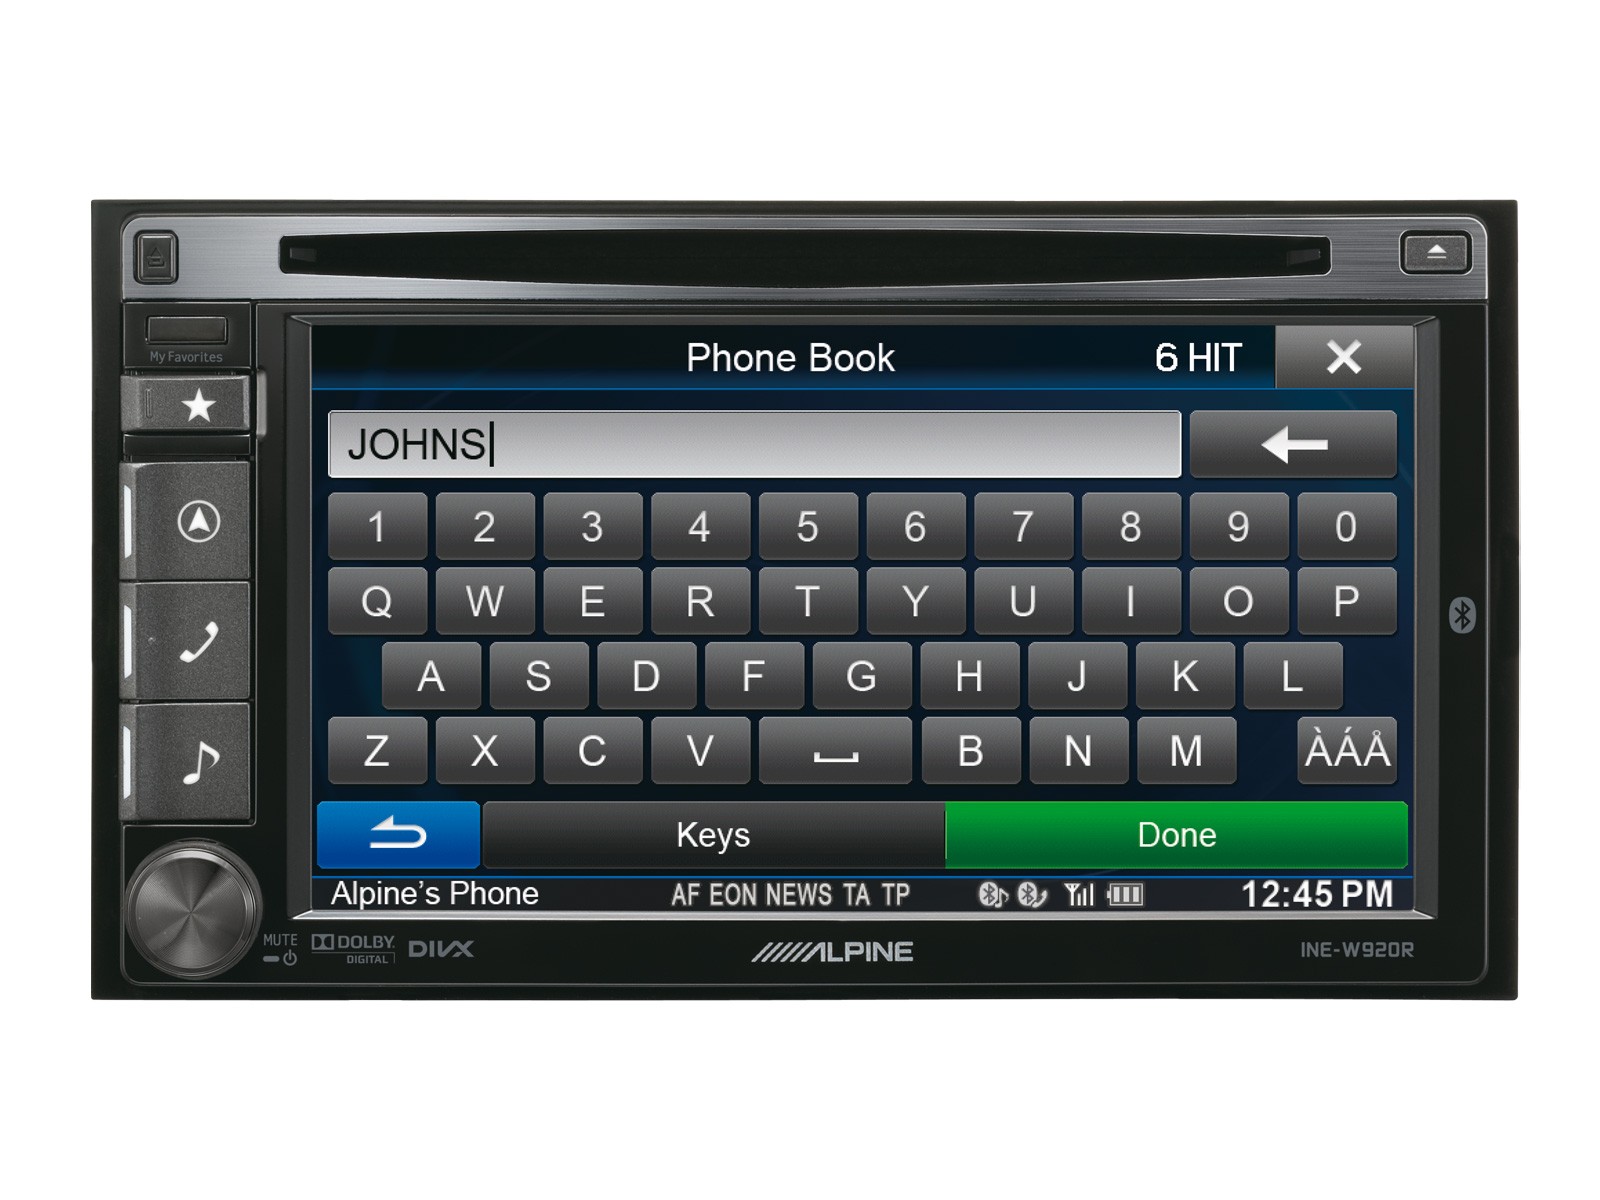 My Favorites
Phone Book 6 HIT
JOHNS
1 2 3 4 5 6 7 8 9 0
Q W E R T Y U I O P
A S D F G H J K L
Z X C V B N M ÀÁÅ
Keys Done
Alpine's Phone AF EON NEWS TA TP 12:45 PM
MUTE DOLBY DIGITAL DIVX ALPINE INE-W920R